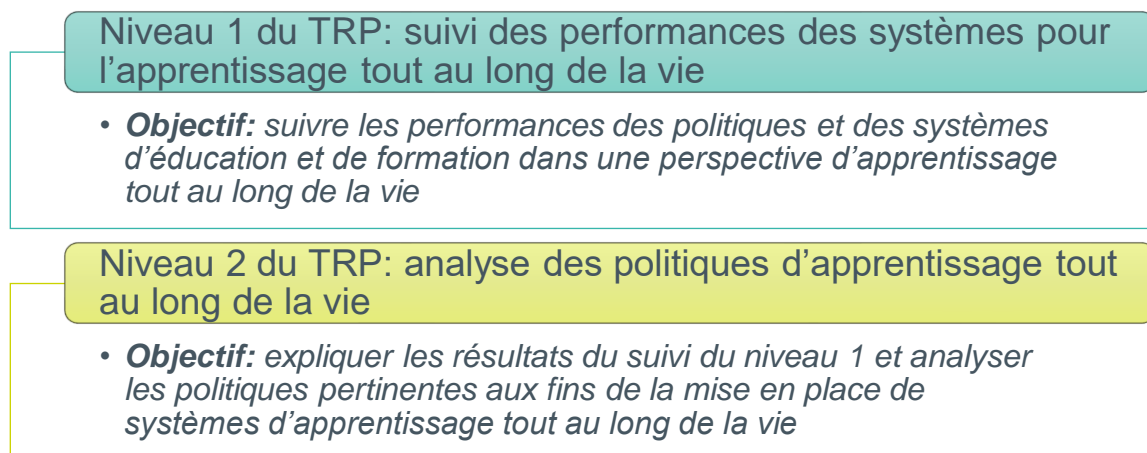 Niveau 1 du TRP: suivi des performances des systèmes pour
l’apprentissage tout au long de la vie
• Objectif: suivre les performances des politiques et des systèmes
d’éducation et de formation dans une perspective d’apprentissage
tout au long de la vie
Niveau 2 du TRP: analyse des politiques d’apprentissage tout
au long de la vie
• Objectif: expliquer les résultats du suivi du niveau 1 et analyser
les politiques pertinentes aux fins de la mise en place de
systèmes d’apprentissage tout au long de la vie